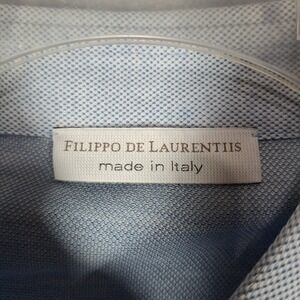 FILIPPO DE LAURENTIIS
made in Italy